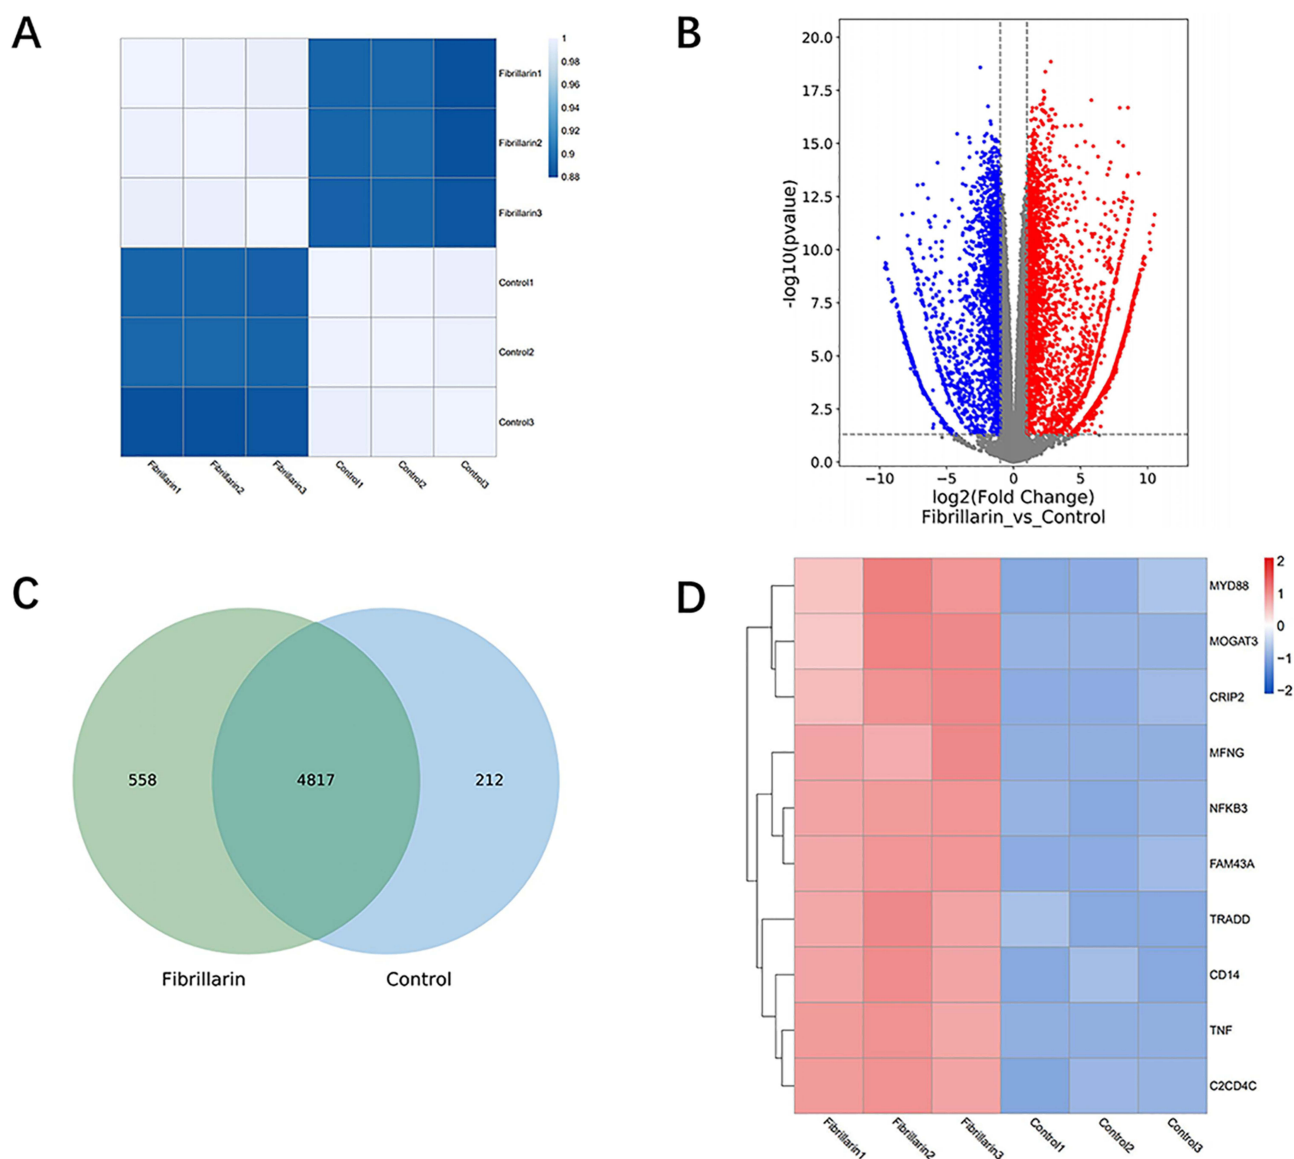 A
Fibrillarin1
Fibrillarin2
Fibrillarin3
Control1
Control2
Control3
1
0.98
0.96
0.94
0.92
0.9
0.88
Fibrillarin1
Fibrillarin2
Fibrillarin3
Control1
Control2
Control3
B
-log10(pvalue)
20.0
17.5
15.0
12.5
10.0
7.5
5.0
2.5
0.0
−10
−5
0
5
10
log2(Fold Change)
Fibrillarin_vs_Control
C
558
4817
212
Fibrillarin
Control
D
MYD88
MOGAT3
CRIP2
MFNG
NFKB3
FAM43A
TRADD
CD14
TNF
C2CD4C
2
1
0
−1
−2
Fibrillarin1
Fibrillarin2
Fibrillarin3
Control1
Control2
Control3